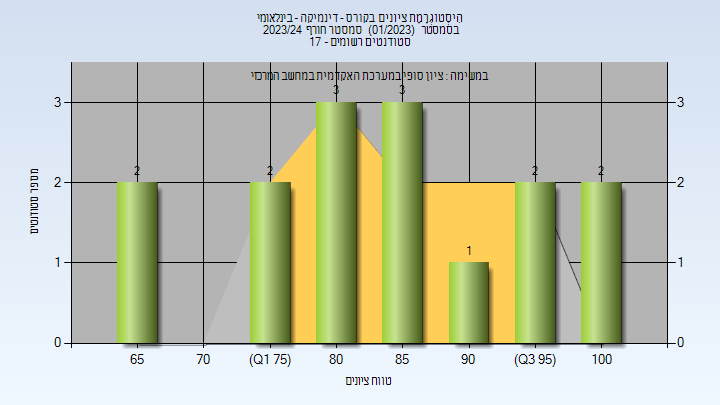 היסטוגרמת ציונים בקורס - דינמיקה - בינלאומי
בסמסטר (01/2023) סמסטר חורף 2023/24
סטודנטים רשומים - 17
במשימה : ציון סופי במערכת האקדמית במחשב המרכזי
מספר סטודנטים
3
2
1
0
2
2
3
3
1
2
2
3
2
1
0
65
70
(Q1 75)
80
85
90
(Q3 95)
100
טווח ציונים